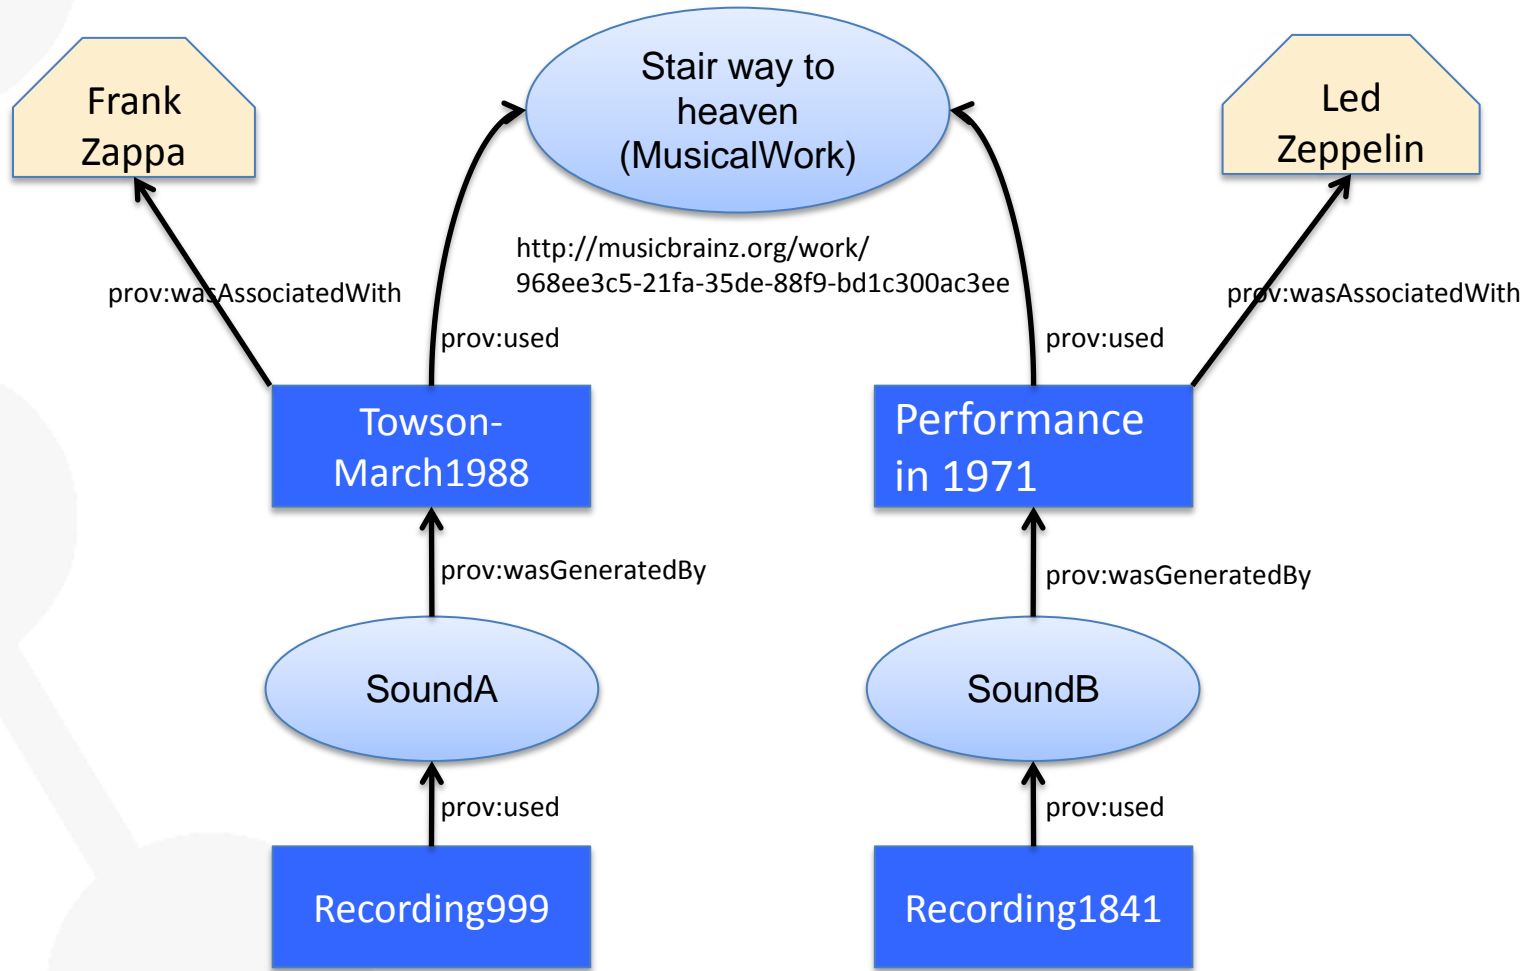 Frank
Zappa
Stair way to
heaven
(MusicalWork)
Led
Zeppelin
http://musicbrainz.org/work/
968ee3c5-21fa-35de-88f9-bd1c300ac3ee
prov:wasAssociatedWith
prov:wasAssociatedWith
prov:used
prov:used
Towson-
March1988
Performance
in 1971
prov:wasGeneratedBy
prov:wasGeneratedBy
SoundA
SoundB
prov:used
prov:used
Recording999
Recording1841